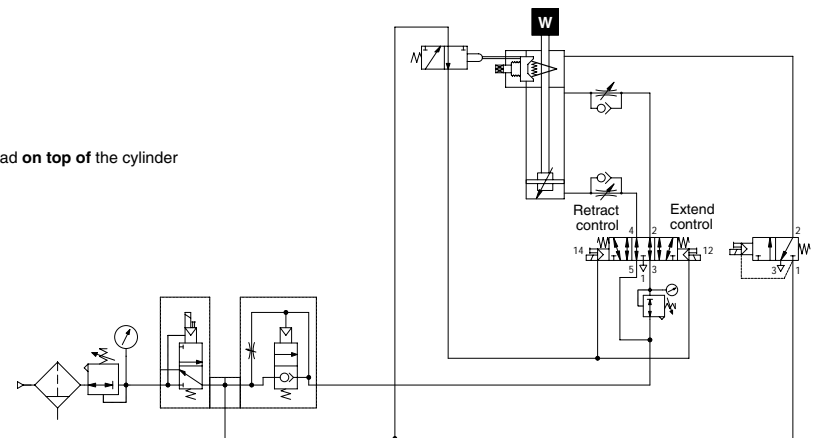 W
ad on top of the cylinder
Retract control
Extend control
4 2
14 12
5 1 3
2
3 1